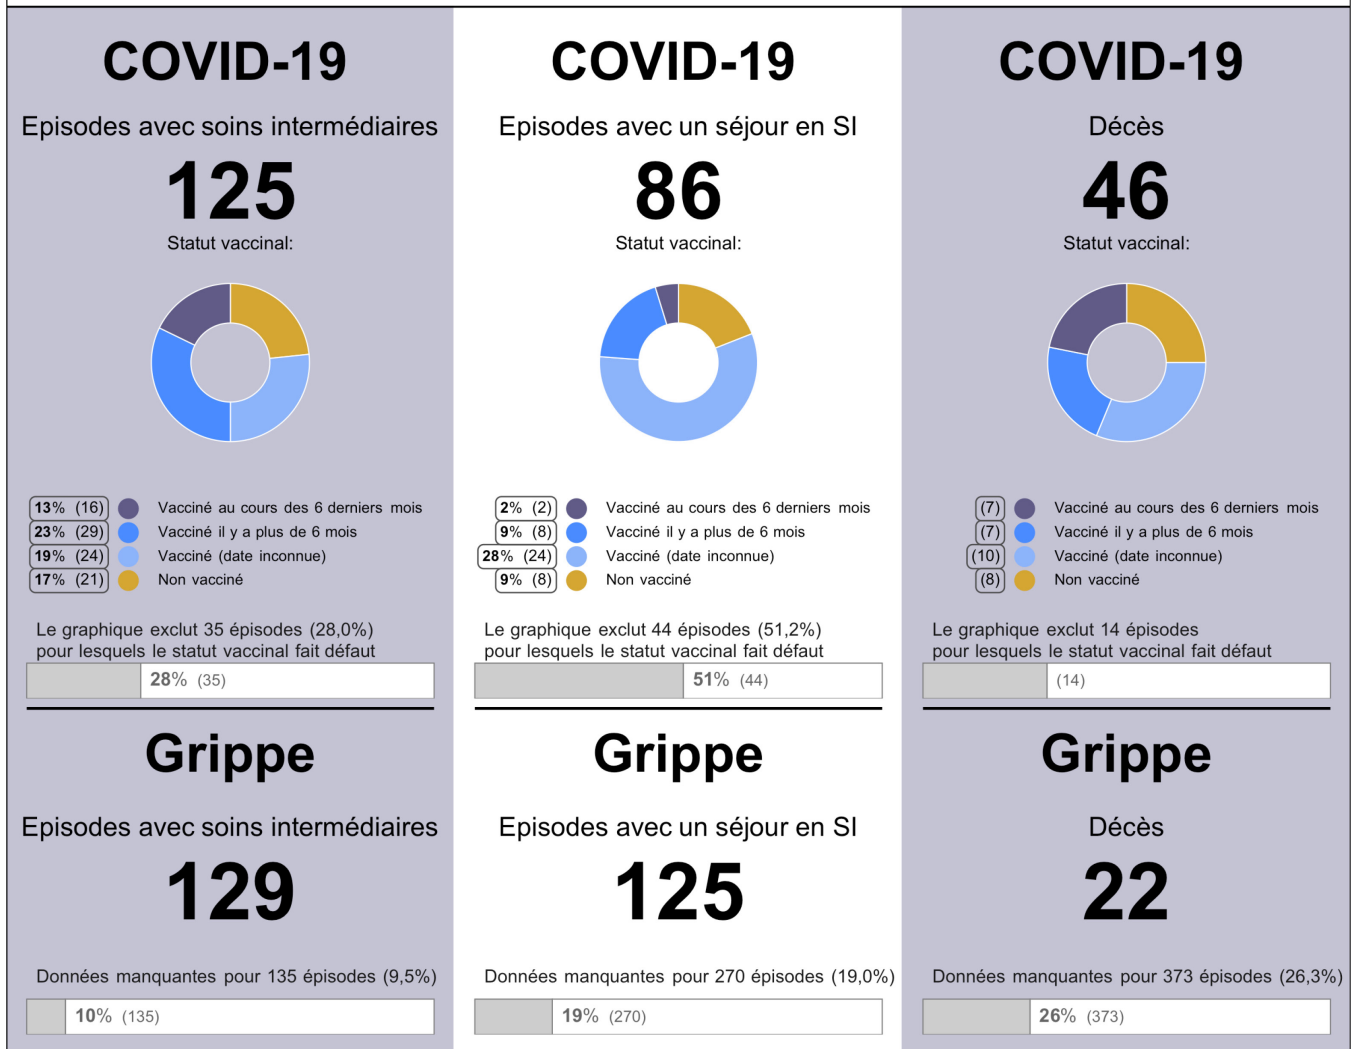 COVID-19
Episodes avec soins intermédiaires
125
Statut vaccinal:
13% (16) Vacciné au cours des 6 derniers mois
23% (29) Vacciné il y a plus de 6 mois
19% (24) Vacciné (date inconnue)
17% (21) Non vacciné
Le graphique exclut 35 épisodes (28,0%)
pour lesquels le statut vaccinal fait défaut
28% (35)
Grippe
Episodes avec soins intermédiaires
129
Données manquantes pour 135 épisodes (9,5%)
10% (135)
COVID-19
Episodes avec un séjour en SI
86
Statut vaccinal:
2% (2) Vacciné au cours des 6 derniers mois
9% (8) Vacciné il y a plus de 6 mois
28% (24) Vacciné (date inconnue)
9% (8) Non vacciné
Le graphique exclut 44 épisodes (51,2%)
pour lesquels le statut vaccinal fait défaut
51% (44)
Grippe
Episodes avec un séjour en SI
125
Données manquantes pour 270 épisodes (19,0%)
19% (270)
COVID-19
Décès
46
Statut vaccinal:
(7) Vacciné au cours des 6 derniers mois
(7) Vacciné il y a plus de 6 mois
(10) Vacciné (date inconnue)
(8) Non vacciné
Le graphique exclut 14 épisodes
pour lesquels le statut vaccinal fait défaut
(14)
Grippe
Décès
22
Données manquantes pour 373 épisodes (26,3%)
26% (373)